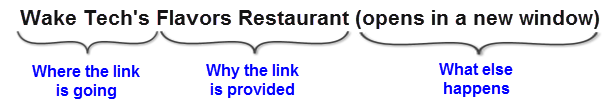 Wake Tech's Flavors Restaurant (opens in a new window)
Where the link
is going
Why the link
is provided
What else
happens